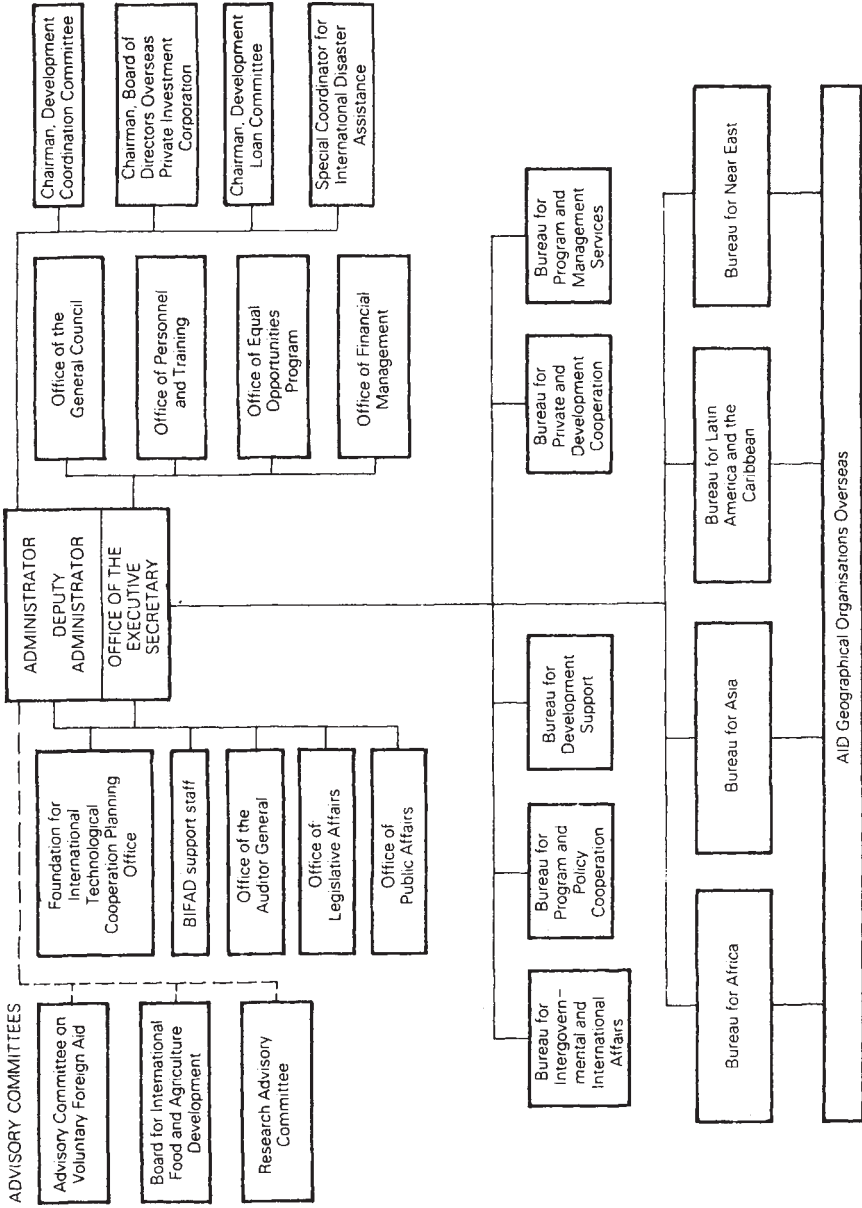 ADVISORY COMMITTEES
Advisory Committee on
Voluntary Foreign Aid
Board for International
Food and Agriculture
Development
Research Advisory
Committee
Foundation for
International
Technological
Cooperation Planning
Office
BIFAD support staff
Office of the
Auditor General
Office of
Legislative Affairs
Office of
Public Affairs
ADMINISTRATOR
DEPUTY
ADMINISTRATOR
OFFICE OF THE
EXECUTIVE
SECRETARY
Office of the
General Council
Office of Personnel
and Training
Office of Equal
Opportunities
Program
Office of Financial
Management
Chairman, Development
Coordination Committee
Chairman, Board of
Directors Overseas
Private Investment
Corporation
Chairman, Development
Loan Committee
Special Coordinator for
International Disaster
Assistance
Bureau for
Intergovern-
mental and
International
Affairs
Bureau for
Program and
Policy
Cooperation
Bureau for
Development
Support
Bureau for
Private and
Development
Cooperation
Bureau for
Program and
Management
Services
Bureau for Africa
Bureau for Asia
Bureau for Latin
America and the
Caribbean
Bureau for Near East
AID Geographical Organisations Overseas